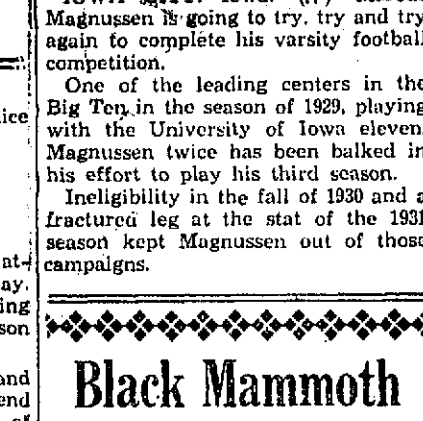 Magnussen is going to try, try and try
again to complete his varsity football
competition.
One of the leading centers in the
Big Ten in the season of 1929, playing
with the University of Iowa eleven,
Magnussen twice has been balked in
his effort to play his third season.
Ineligibility in the fall of 1930 and a
fractured leg at the stat of the 1931
season kept Magnussen out of those
campaigns.
Black Mammoth